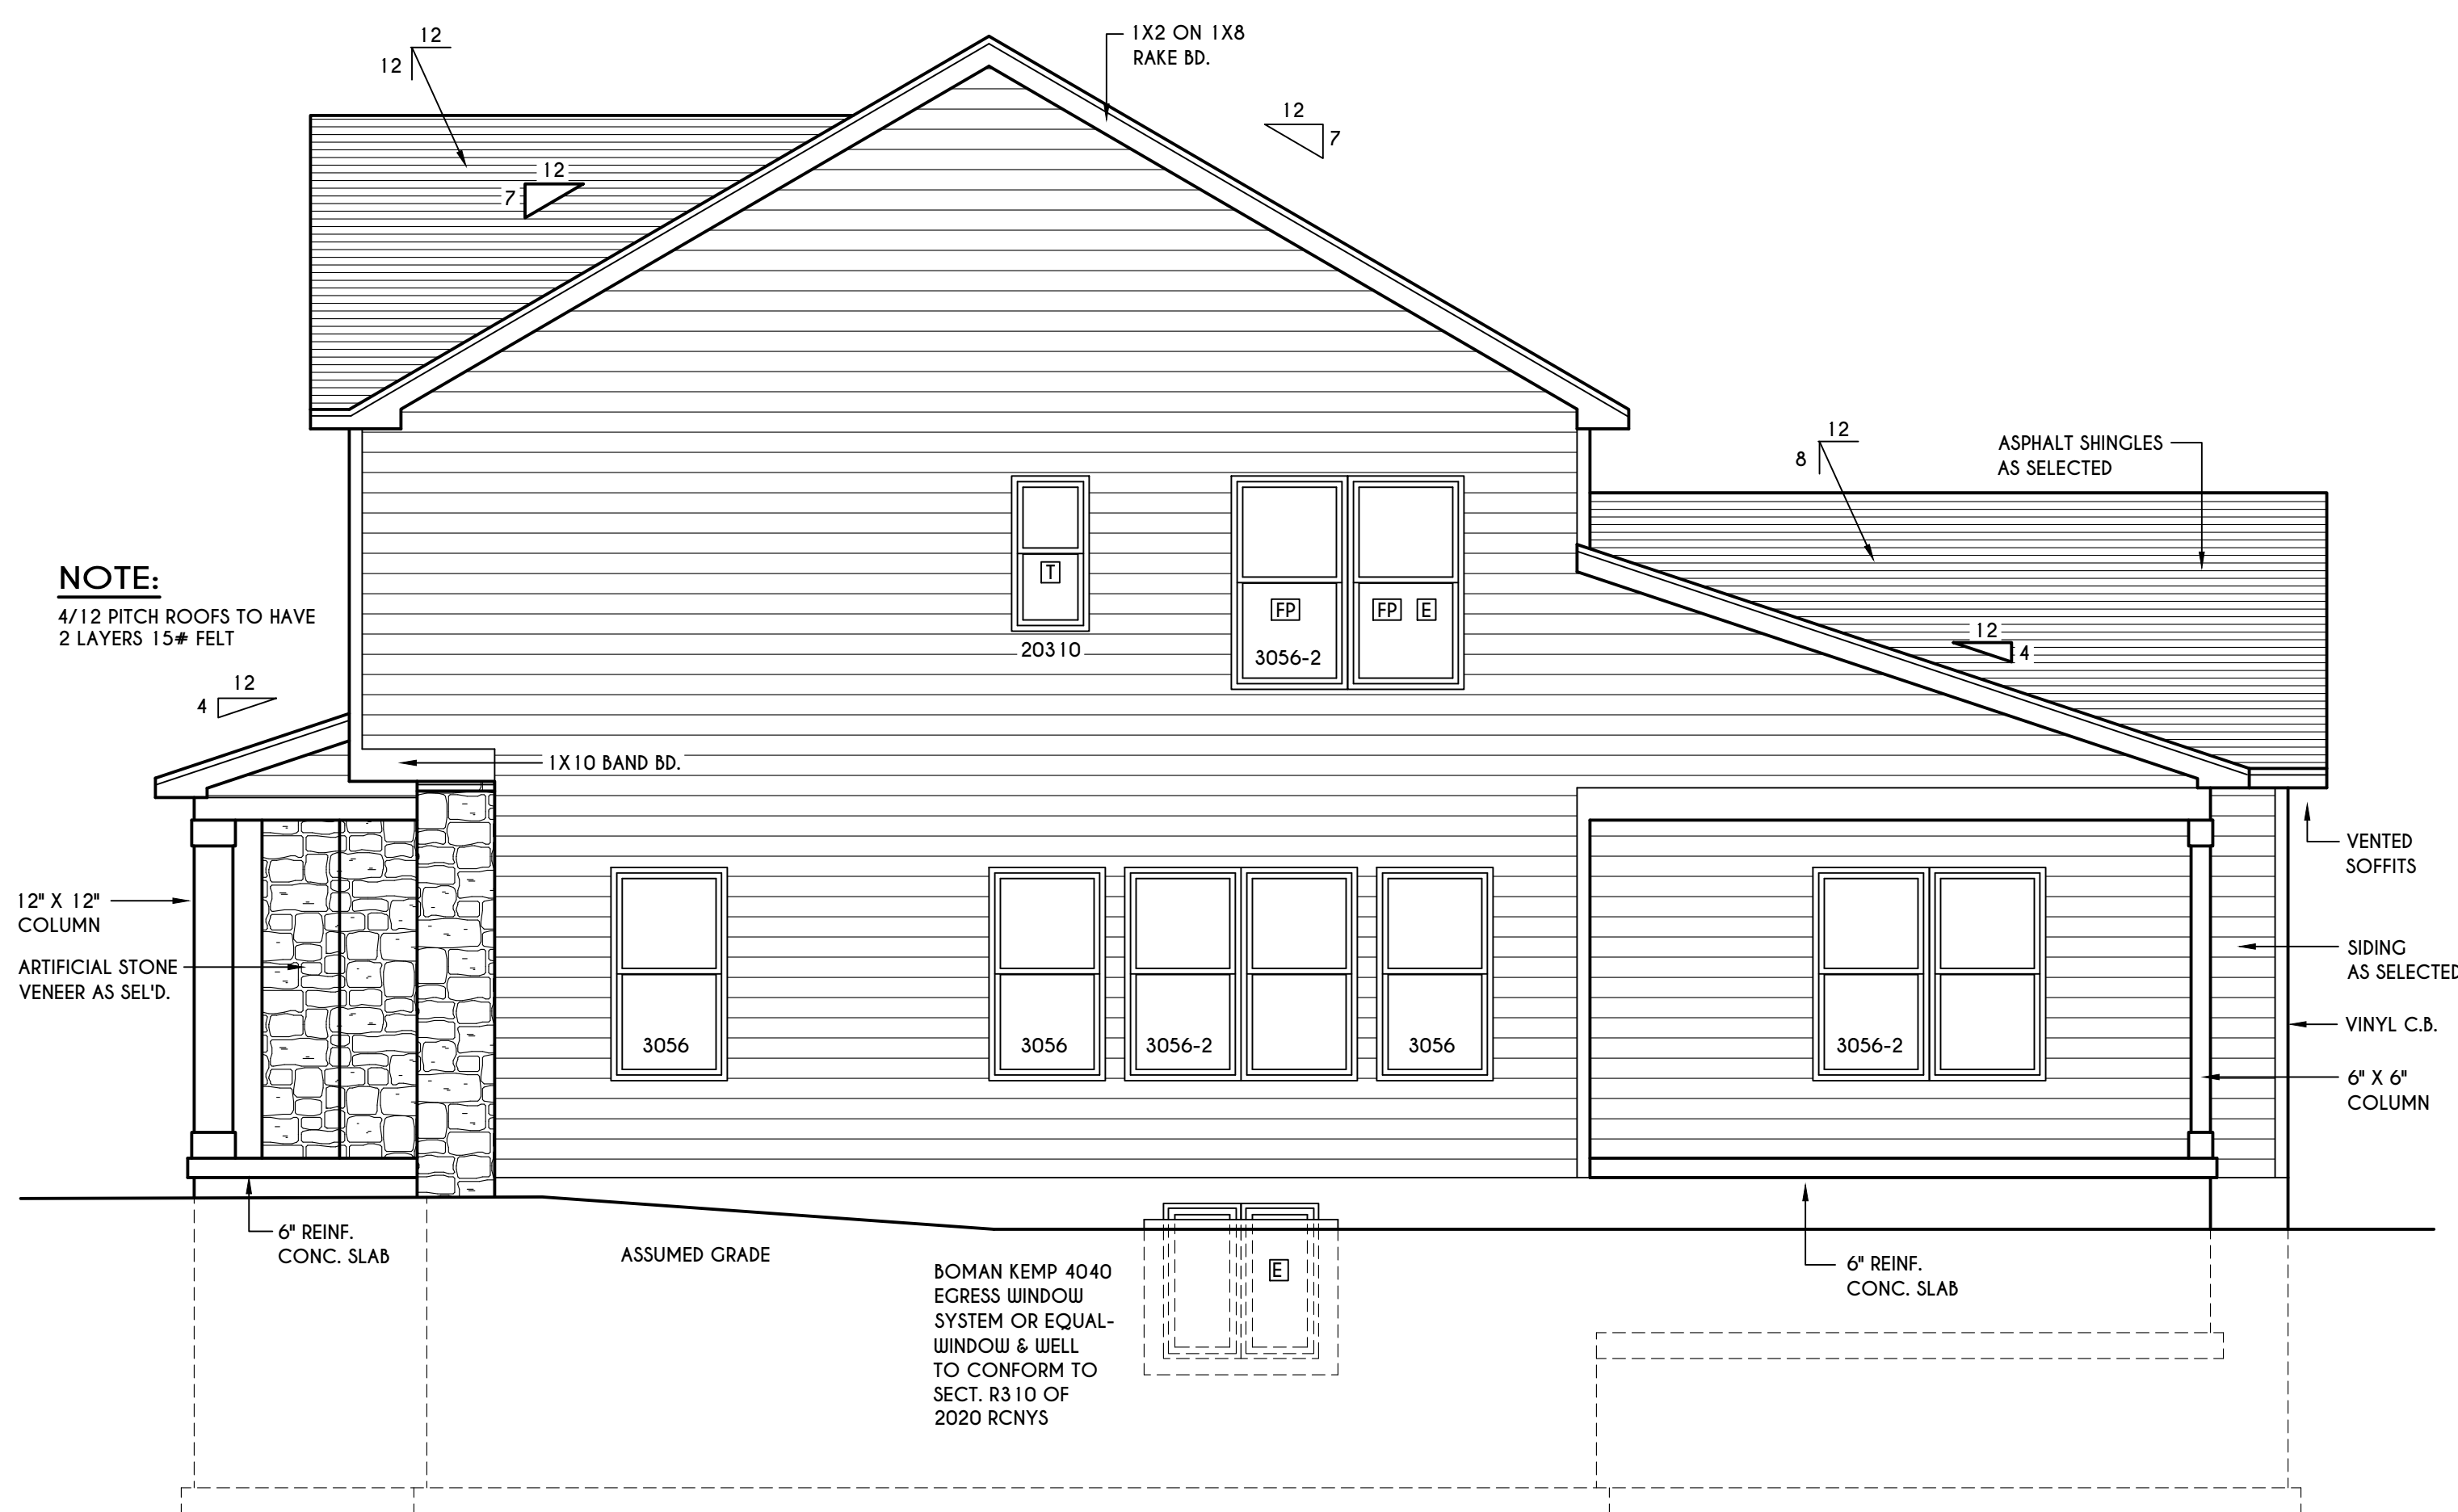 12
12
1X2 ON 1X8
RAKE BD.
12
7
12
7
12
8
ASPHALT SHINGLES
AS SELECTED
NOTE:
4/12 PITCH ROOFS TO HAVE
2 LAYERS 15# FELT
T
FP
FP
E
20310
3056-2
12
4
12
4
1X10 BAND BD.
VENTED
SOFFITS
12" X 12"
COLUMN
ARTIFICIAL STONE
VENEER AS SEL'D.
SIDING
AS SELECTED
VINYL C.B.
3056
3056
3056-2
3056
3056-2
6" X 6"
COLUMN
6" REINF.
CONC. SLAB
ASSUMED GRADE
BOMAN KEMP 4040
EGRESS WINDOW
SYSTEM OR EQUAL-
WINDOW & WELL
TO CONFORM TO
SECT. R310 OF
2020 RCNYS
E
6" REINF.
CONC. SLAB